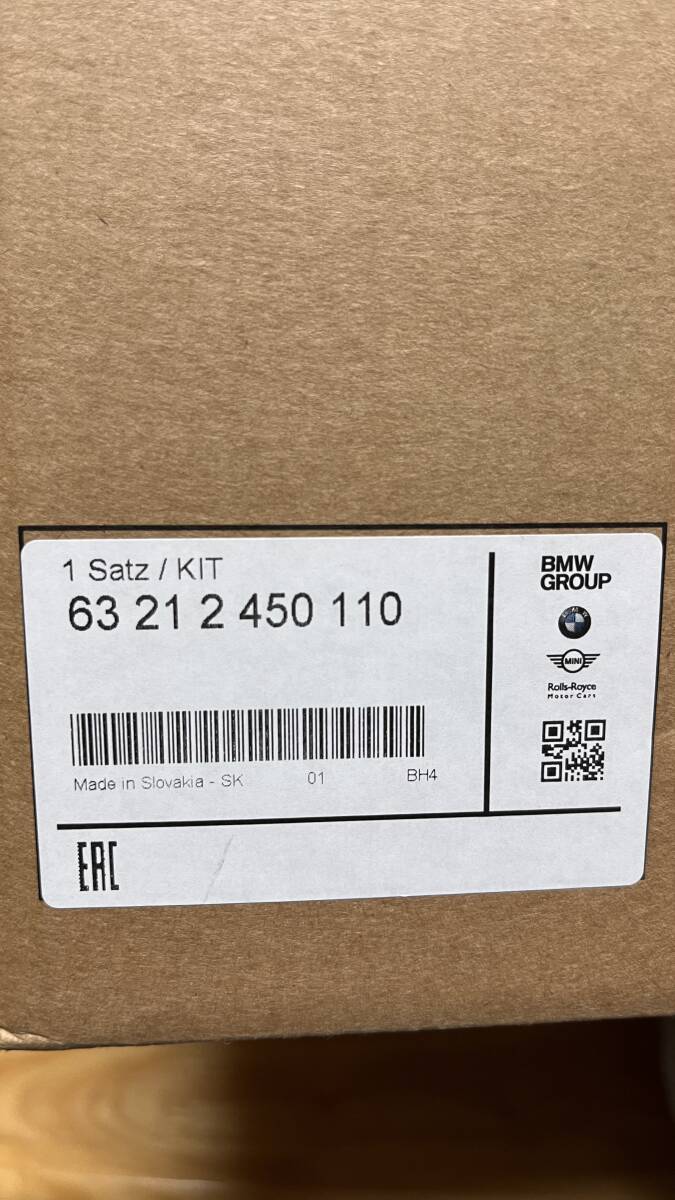 1 Satz / KIT
63 21 2 450 110
Made in Slovakia - SK 01 BH4
EAC
BMW
GROUP
MINI
Rolls-Royce
Motor Cars